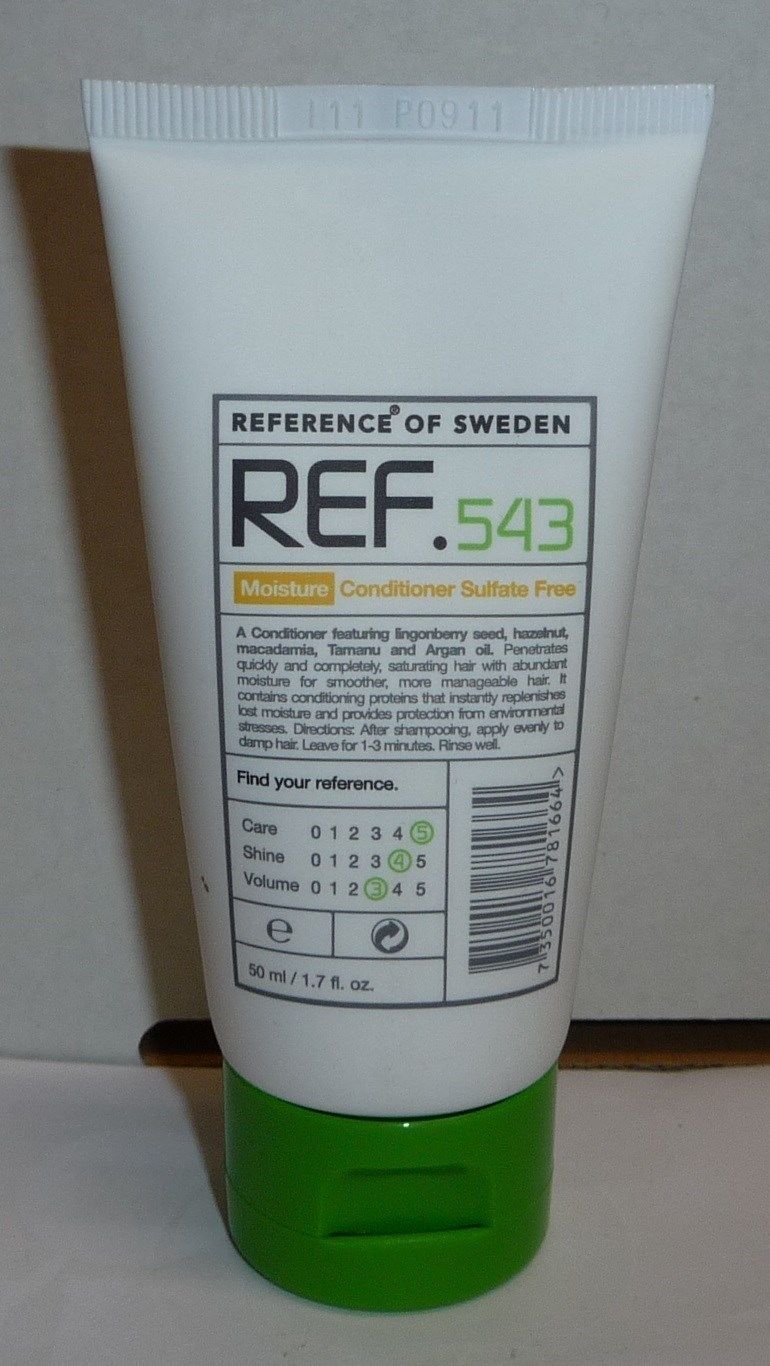 111 P0911
REFERENCE® OF SWEDEN
REF.543
Moisture Conditioner Sulfate Free
A Conditioner featuring lingonberry seed, hazelnut,
macadamia, Tamanu and Argan oil. Penetrates
quickly and completely, saturating hair with abundant
moisture for smoother, more manageable hair. It
contains conditioning proteins that instantly replenishes
lost moisture and provides protection from environmental
stresses. Directions: After shampooing, apply evenly to
damp hair. Leave for 1-3 minutes. Rinse well.
Find your reference.
Care 0 1 2 3 4 5
Shine 0 1 2 3 4 5
Volume 0 1 2 3 4 5
e
50 ml / 1.7 fl. oz.
7 350016 781664 >